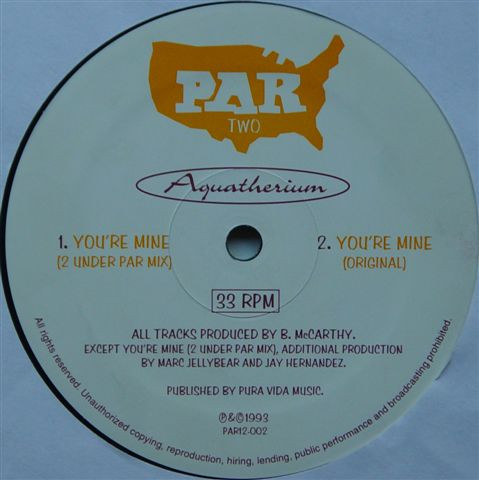 PAR
TWO
Aquatherium
1. YOU'RE MINE
(2 UNDER PAR MIX)
2. YOU'RE MINE
(ORIGINAL)
33 RPM
ALL TRACKS PRODUCED BY B. McCARTHY.
EXCEPT YOU'RE MINE (2 UNDER PAR MIX), ADDITIONAL PRODUCTION
BY MARC JELLYBEAR AND JAY HERNANDEZ.
PUBLISHED BY PURA VIDA MUSIC.
℗&©1993
PAR12-002
All rights reserved. Unauthorized copying, reproduction, hiring, lending, public performance and broadcasting prohibited.